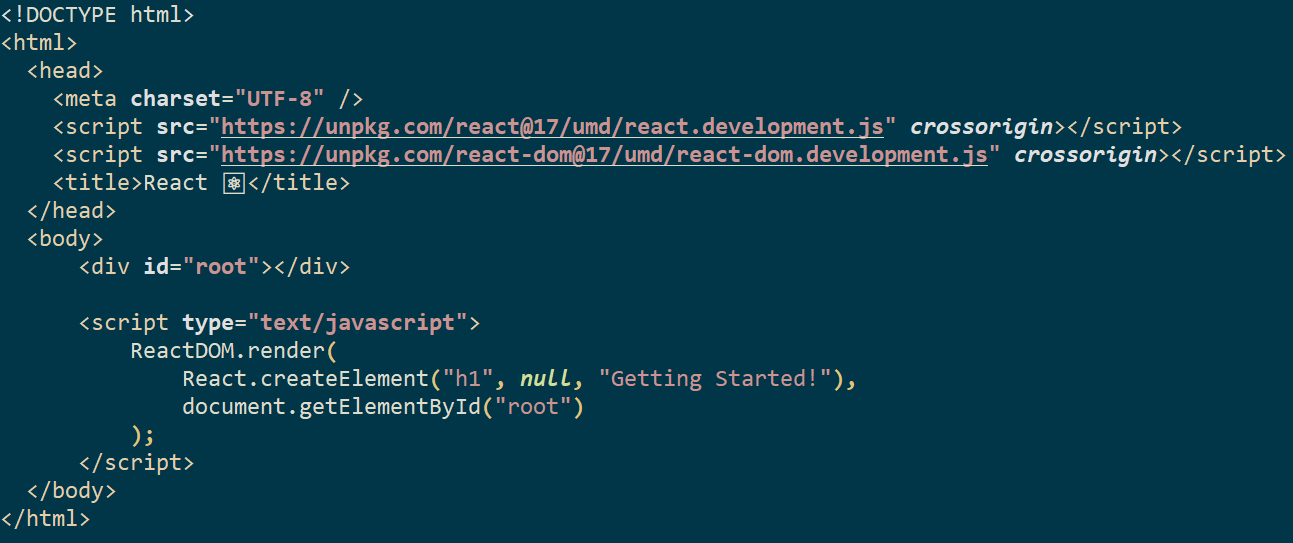 <!DOCTYPE html>
<html>
  <head>
    <meta charset="UTF-8" />
    <script src="https://unpkg.com/react@17/umd/react.development.js" crossorigin></script>
    <script src="https://unpkg.com/react-dom@17/umd/react-dom.development.js" crossorigin></script>
    <title>React ⚛</title>
  </head>
  <body>
      <div id="root"></div>

      <script type="text/javascript">
          ReactDOM.render(
              React.createElement("h1", null, "Getting Started!"),
              document.getElementById("root")
          );
      </script>
  </body>
</html>